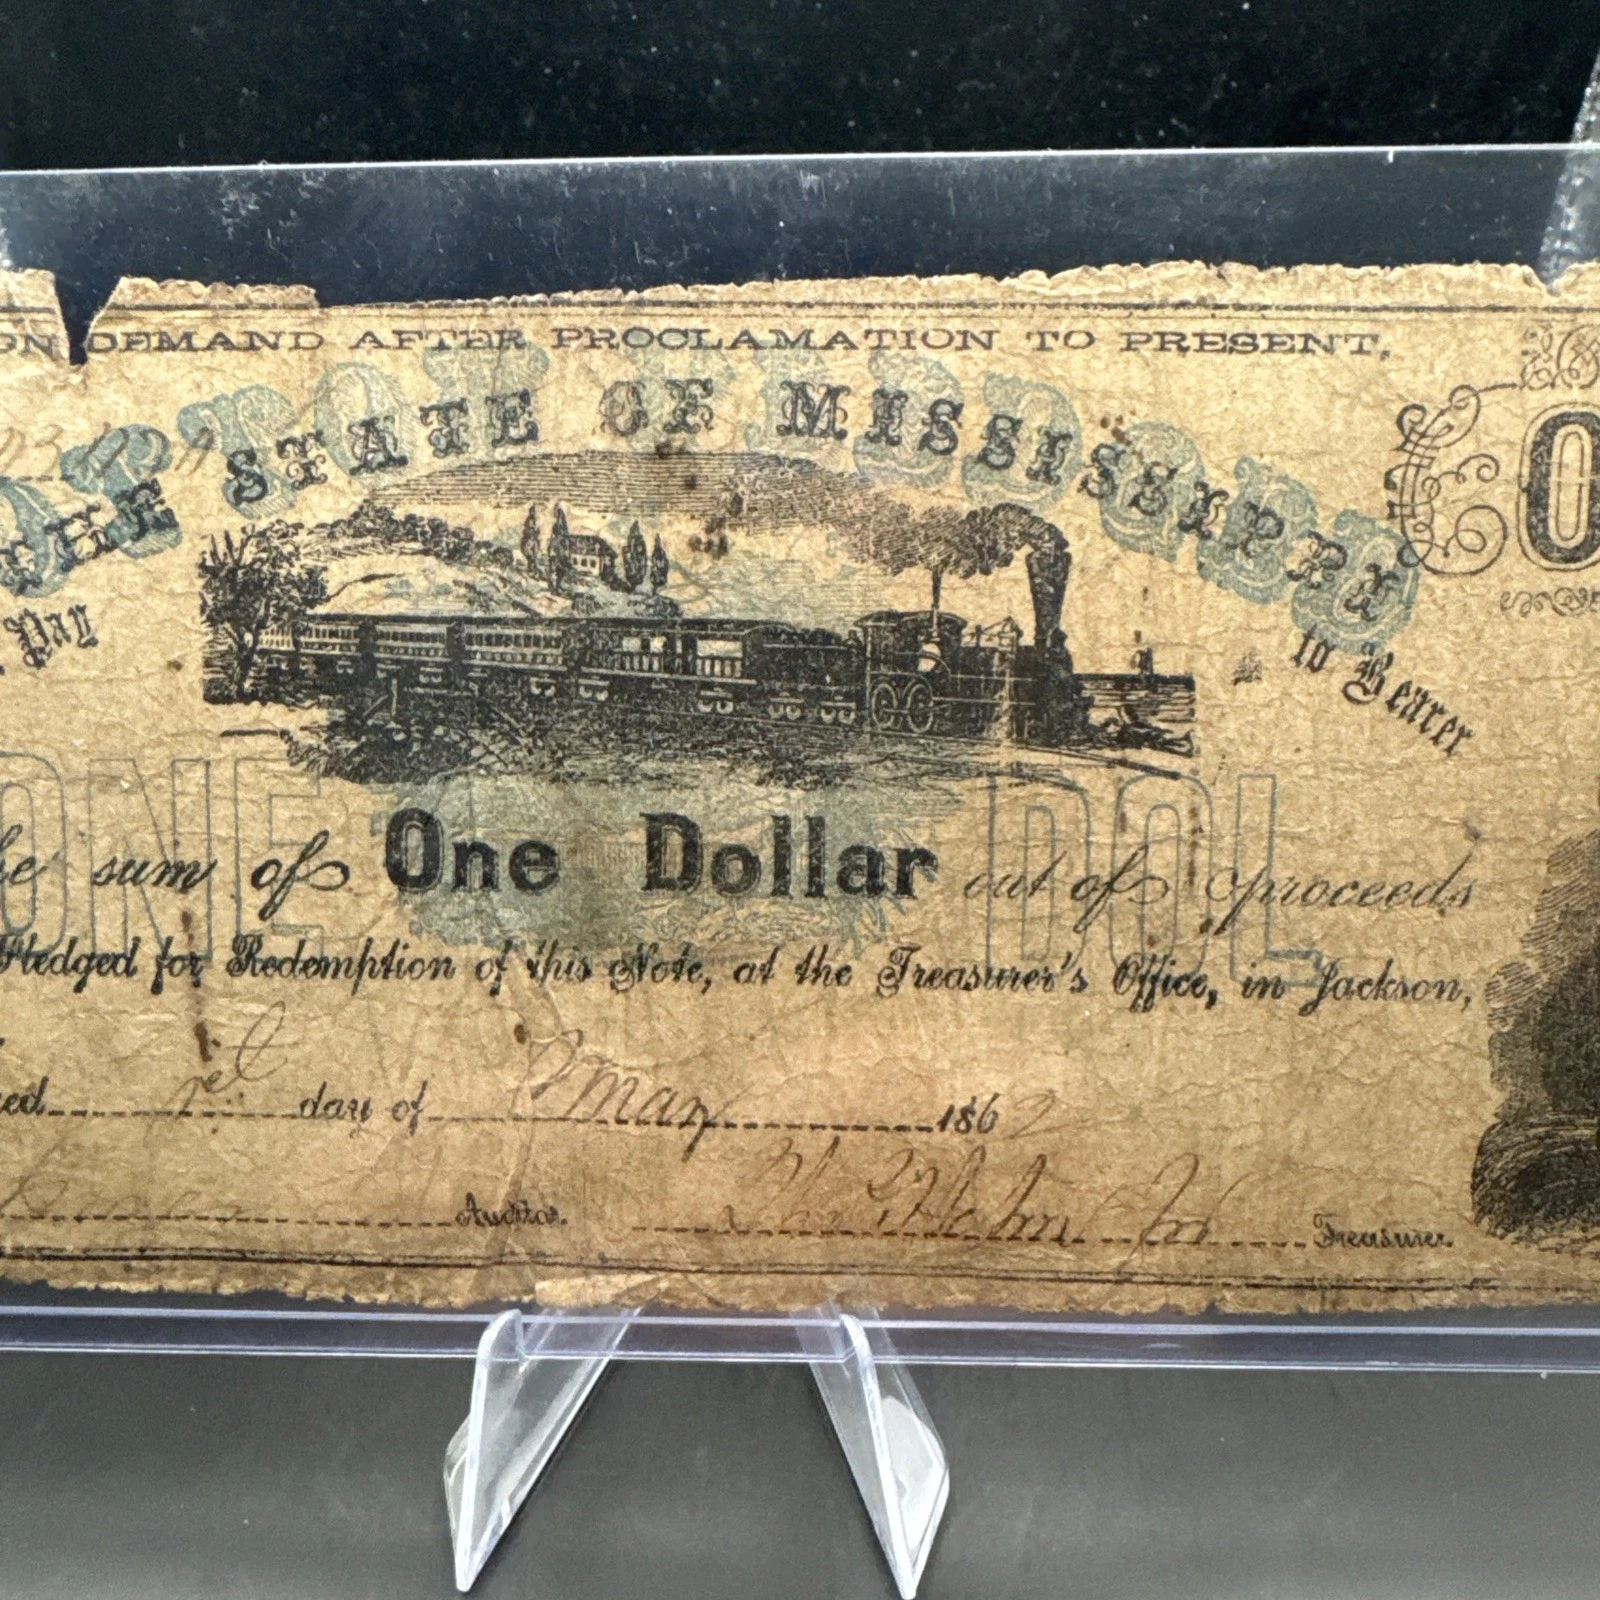 ON DEMAND AFTER PROCLAMATION TO PRESENT.
THE STATE OF MISSISSIPPI
Pay
to Bearer
ONE DOL
sum of One Dollar out of proceeds
Pledged for Redemption of this Note, at the Treasurer's Office, in Jackson,
1st day of May 1862
Auditor.
Treasurer.